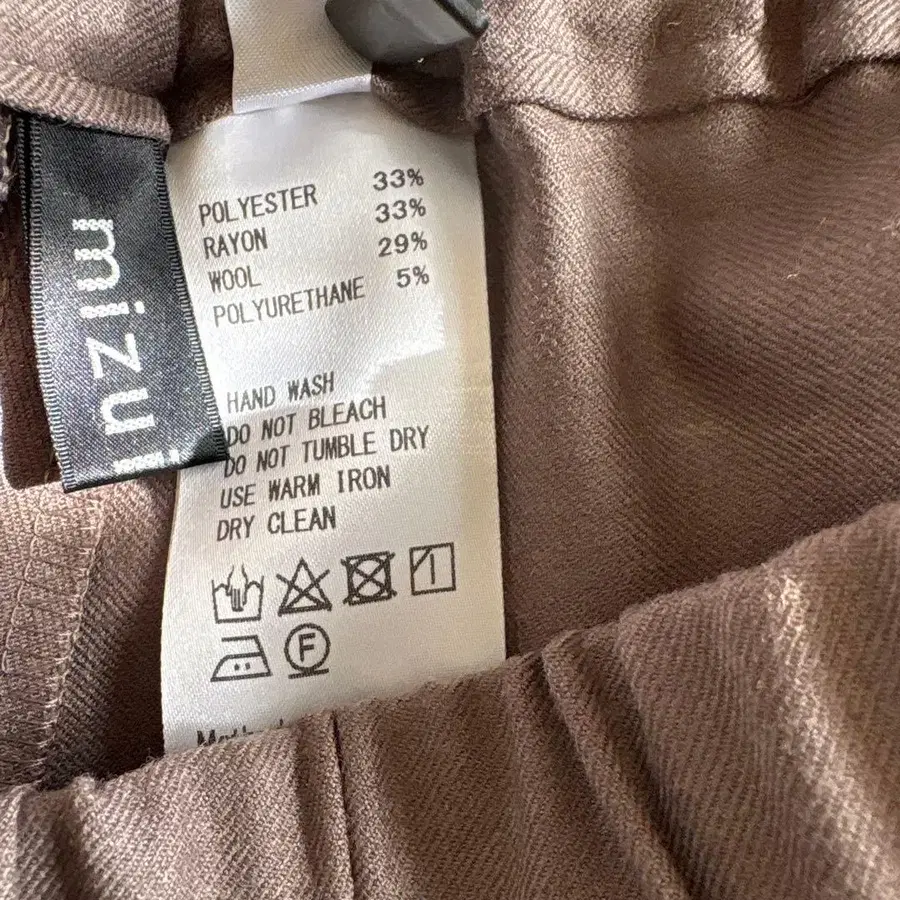 mizu
POLYESTER 33%
RAYON 33%
WOOL 29%
POLYURETHANE 5%
HAND WASH
DO NOT BLEACH
DO NOT TUMBLE DRY
USE WARM IRON
DRY CLEAN
F